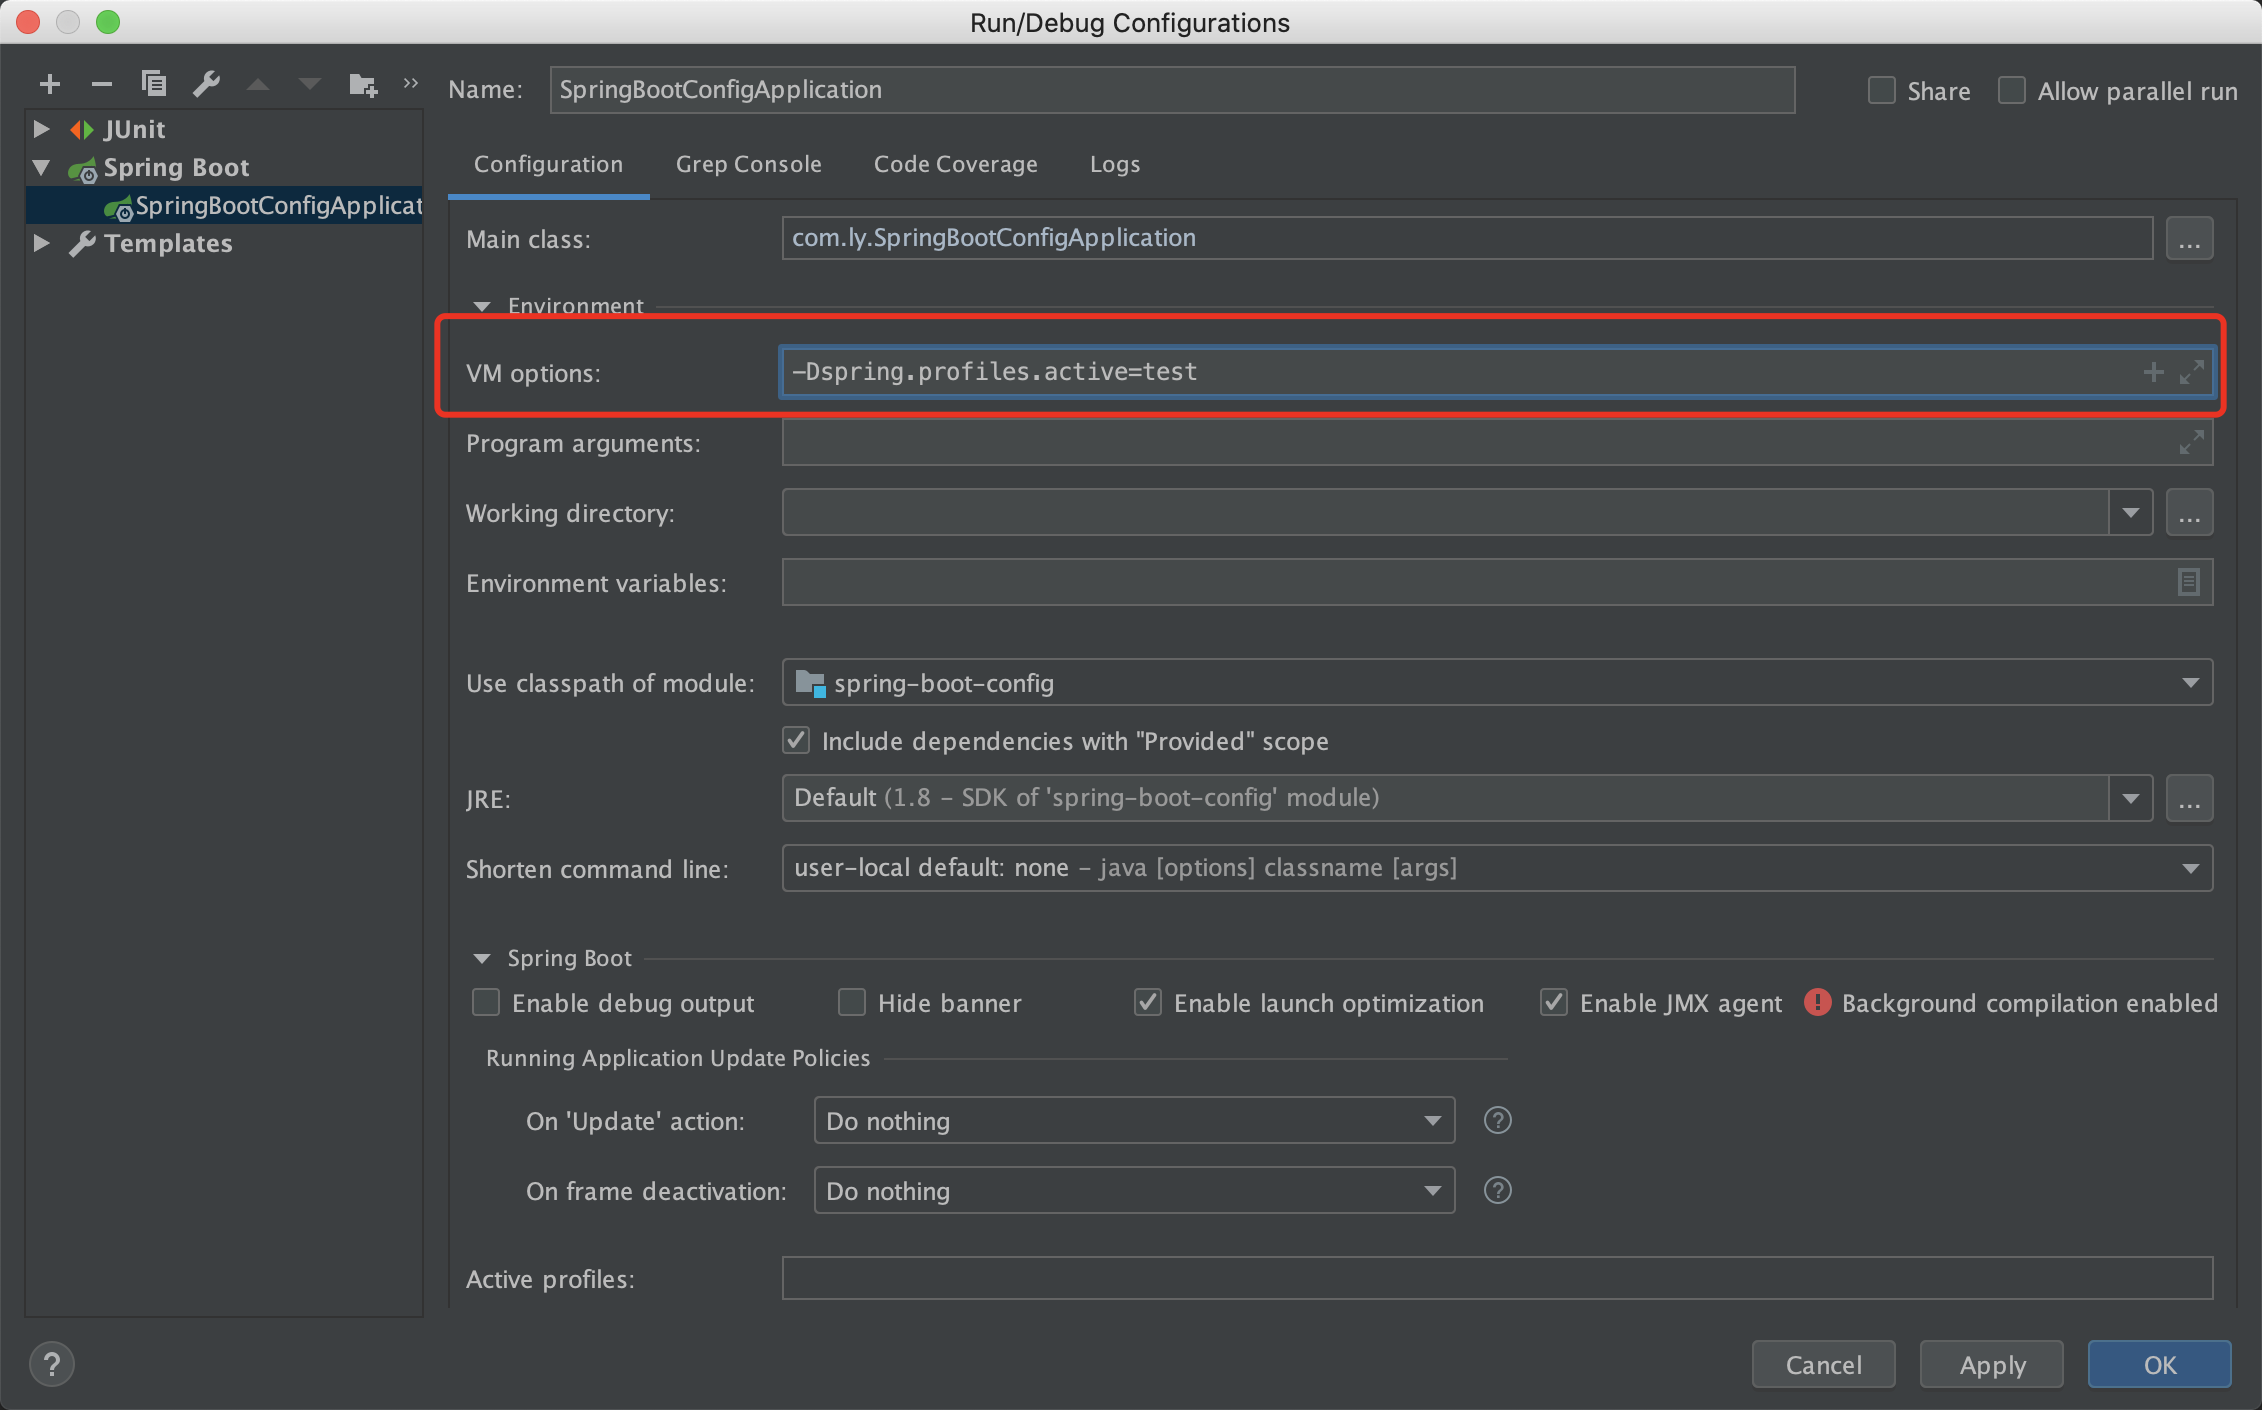 Run/Debug Configurations
Name: SpringBootConfigApplication Share Allow parallel run
JUnit
Spring Boot
SpringBootConfigApplicat
Templates
Configuration Grep Console Code Coverage Logs
Main class: com.ly.SpringBootConfigApplication ...
Environment
VM options: -Dspring.profiles.active=test
Program arguments:
Working directory: ...
Environment variables:
Use classpath of module: spring-boot-config
Include dependencies with "Provided" scope
JRE: Default (1.8 - SDK of 'spring-boot-config' module) ...
Shorten command line: user-local default: none - java [options] classname [args]
Spring Boot
Enable debug output Hide banner Enable launch optimization Enable JMX agent Background compilation enabled
Running Application Update Policies
On 'Update' action: Do nothing ?
On frame deactivation: Do nothing ?
Active profiles:
? Cancel Apply OK